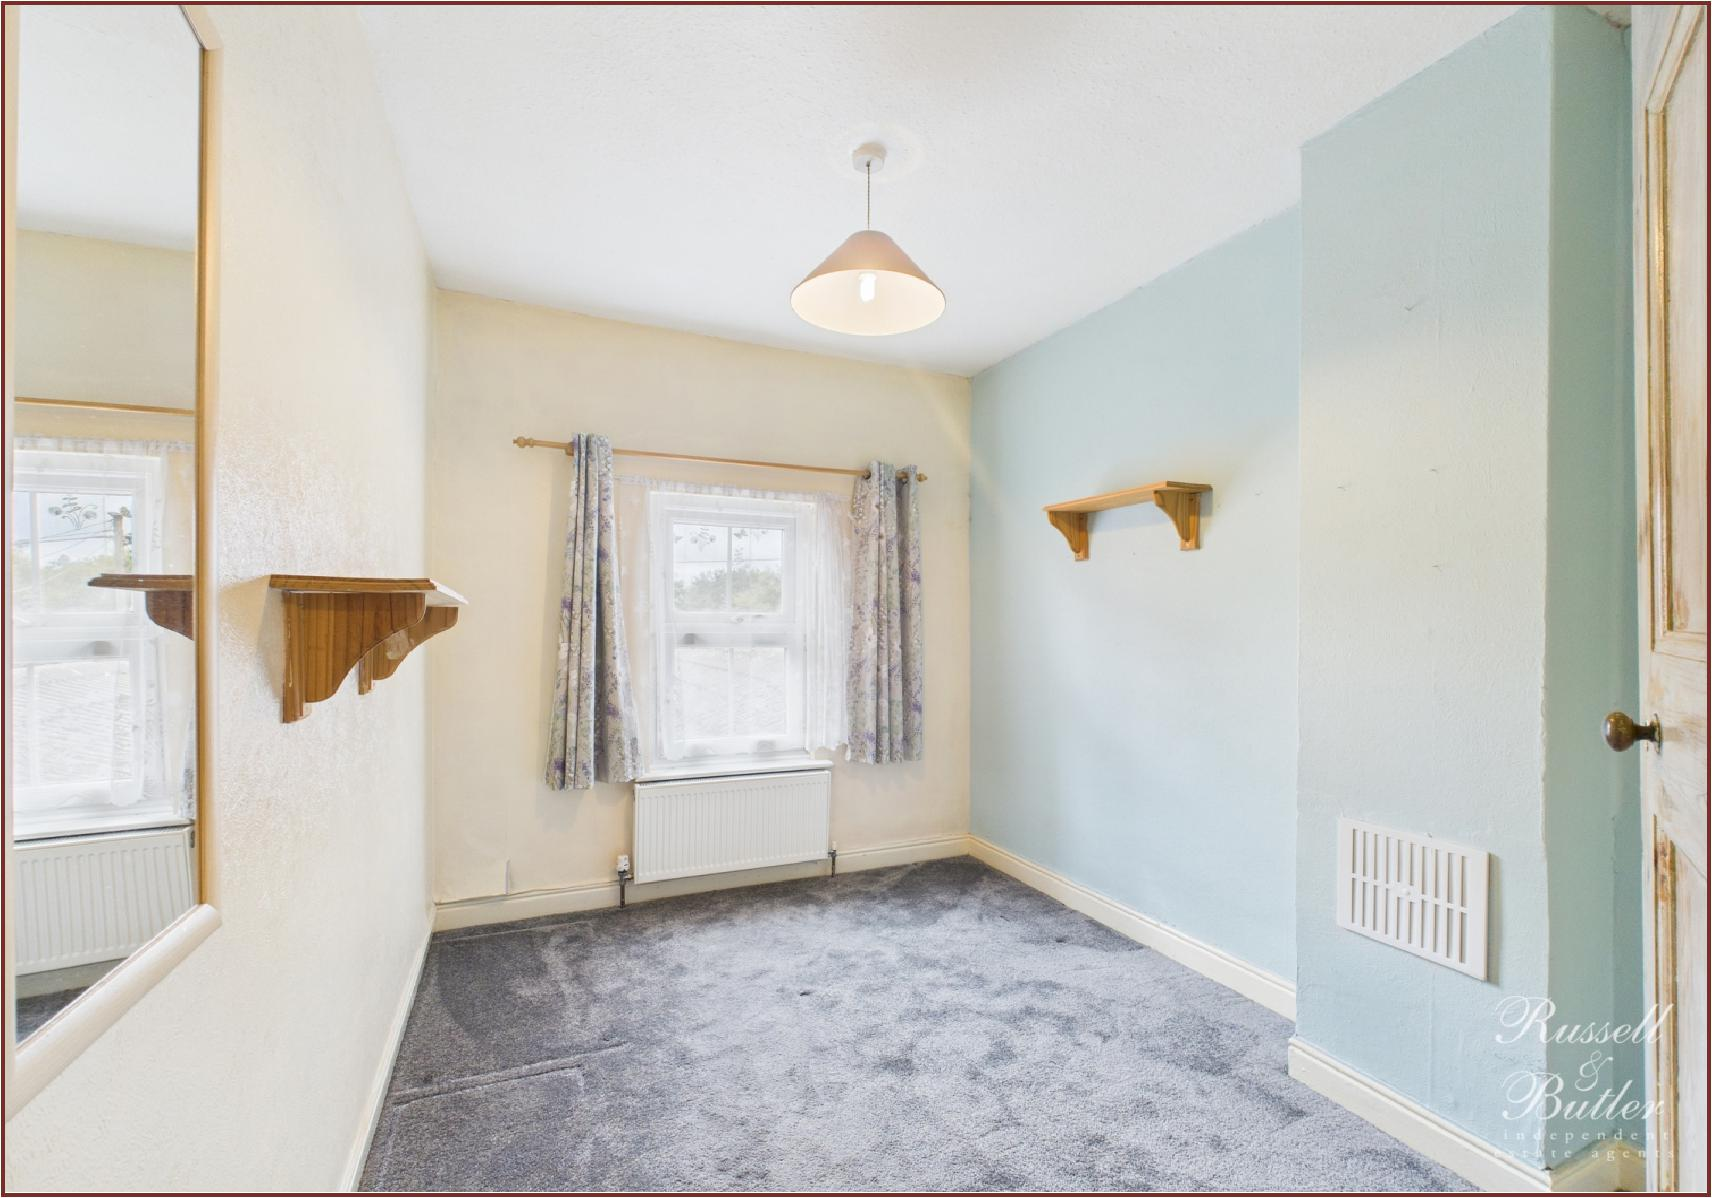 Russell
&
Butler
independent
estate agents